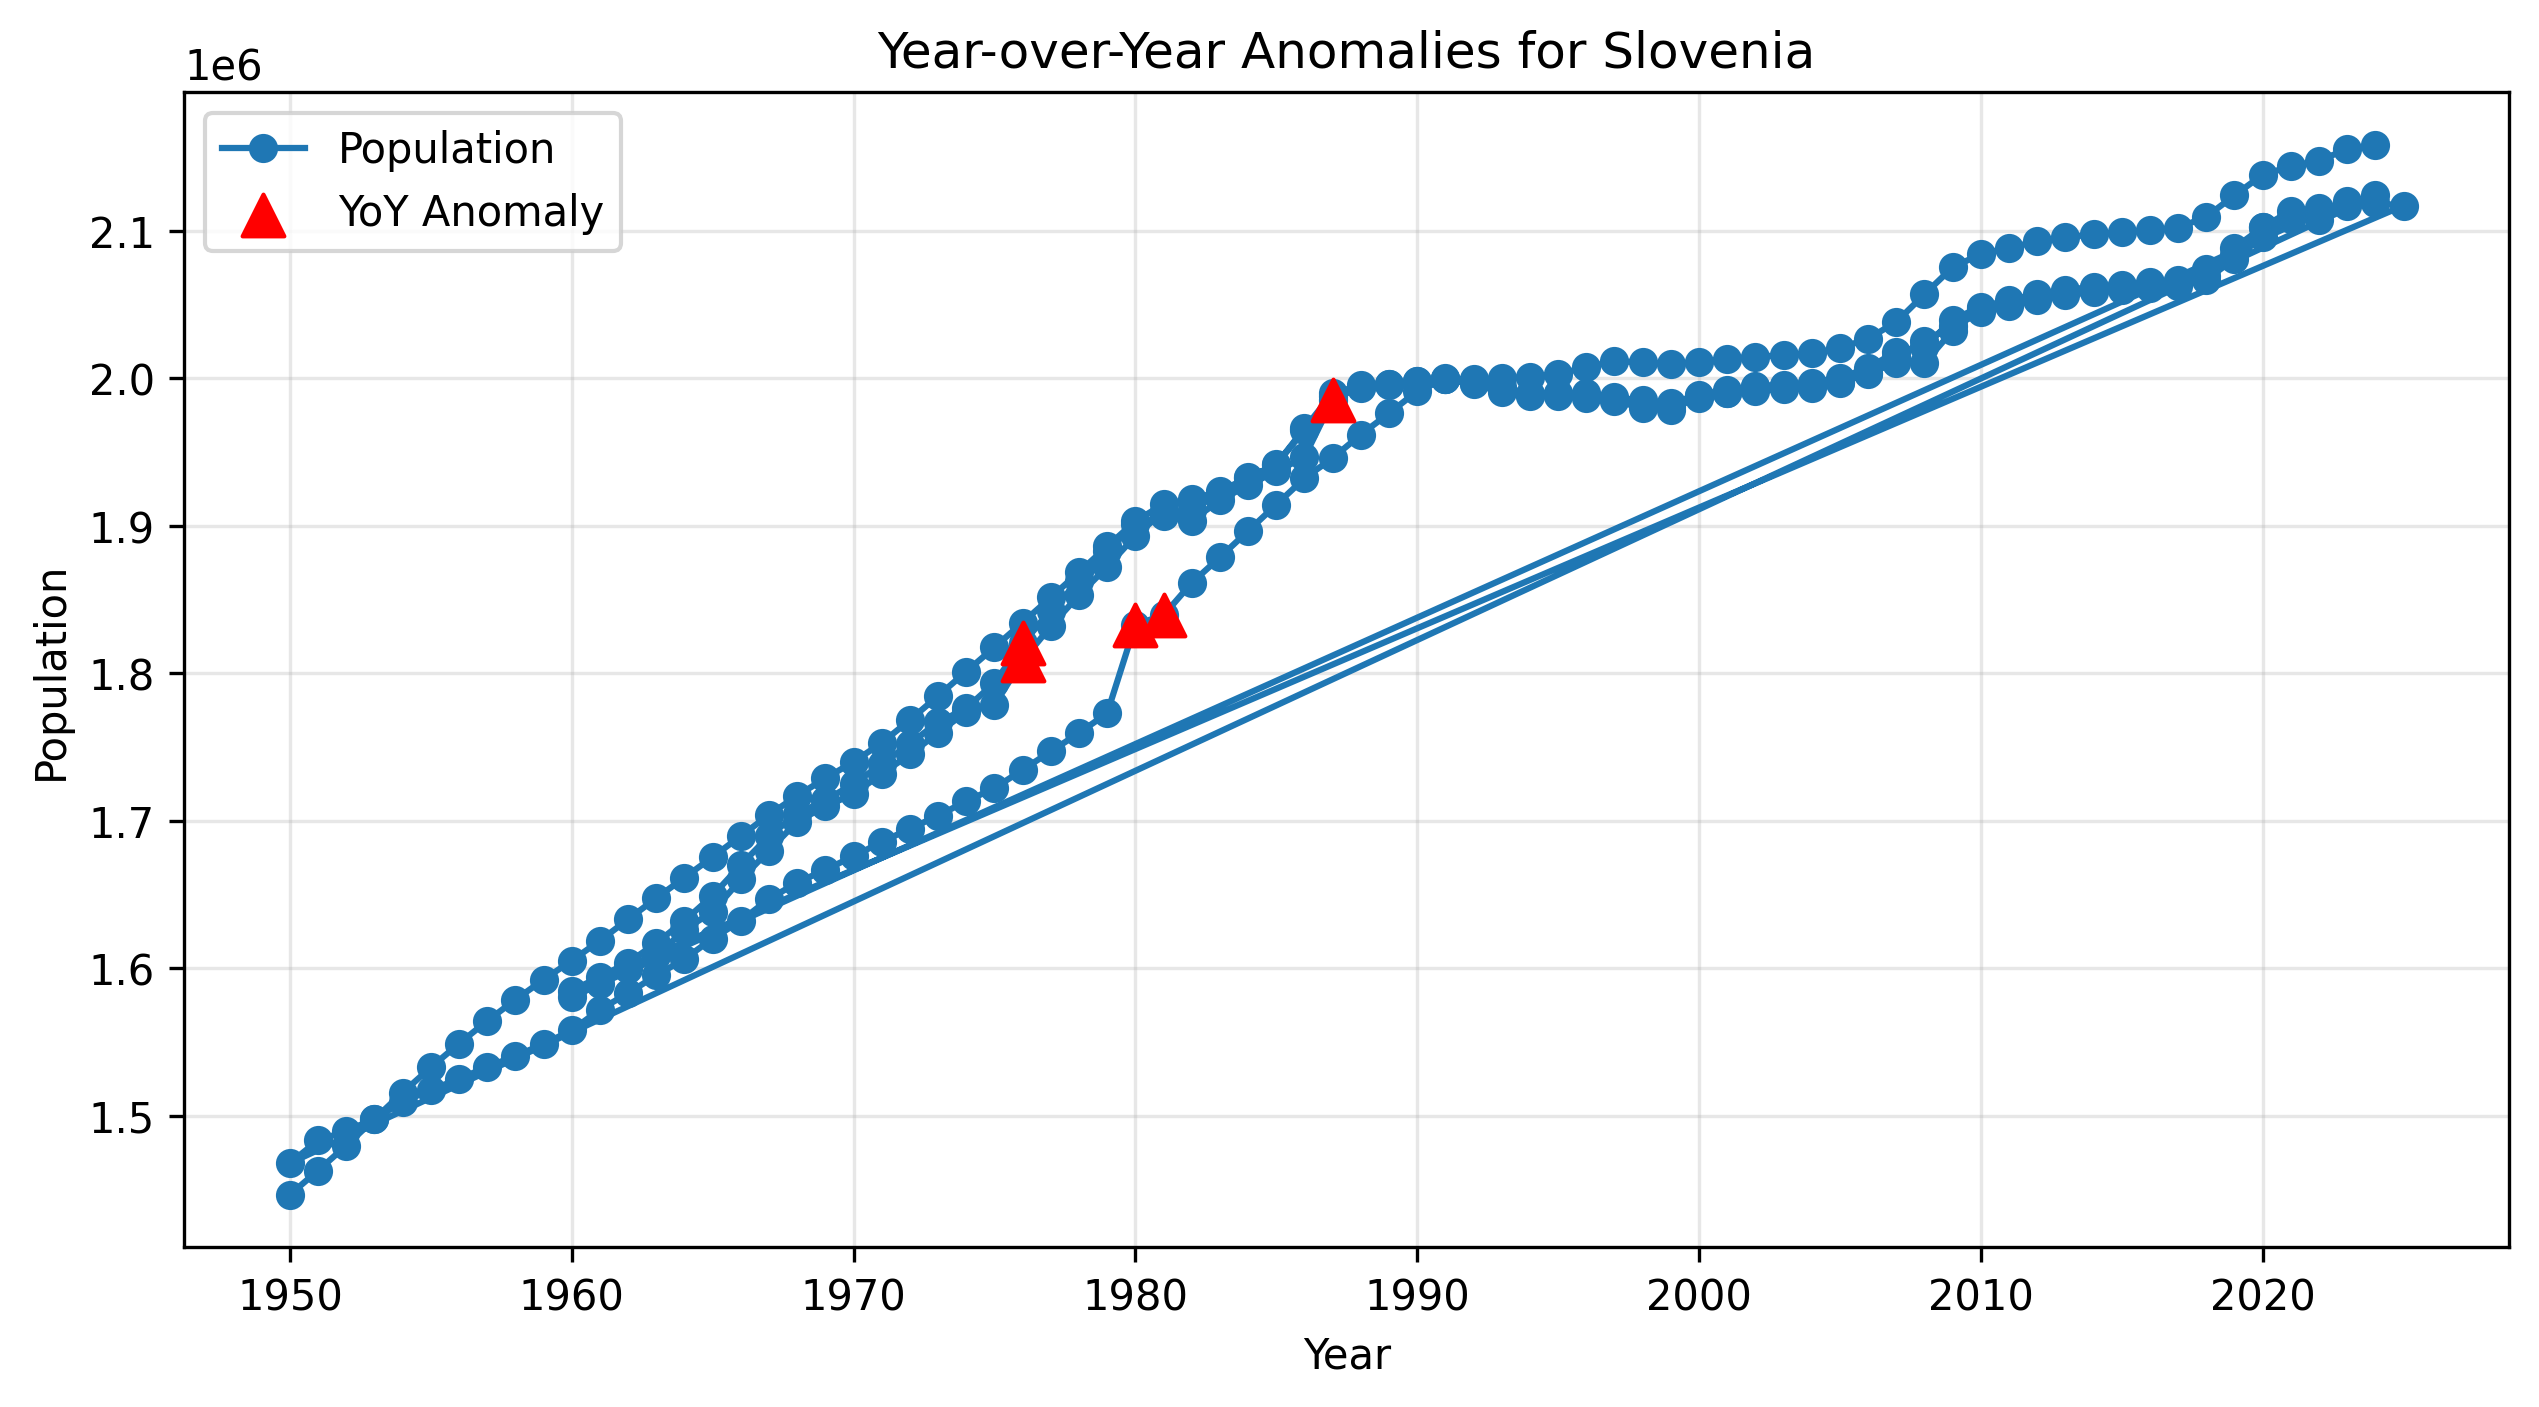 Year-over-Year Anomalies for Slovenia
1e6
Population
YoY Anomaly
2.1
2.0
1.9
1.8
1.7
1.6
1.5
Population
1950 1960 1970 1980 1990 2000 2010 2020
Year